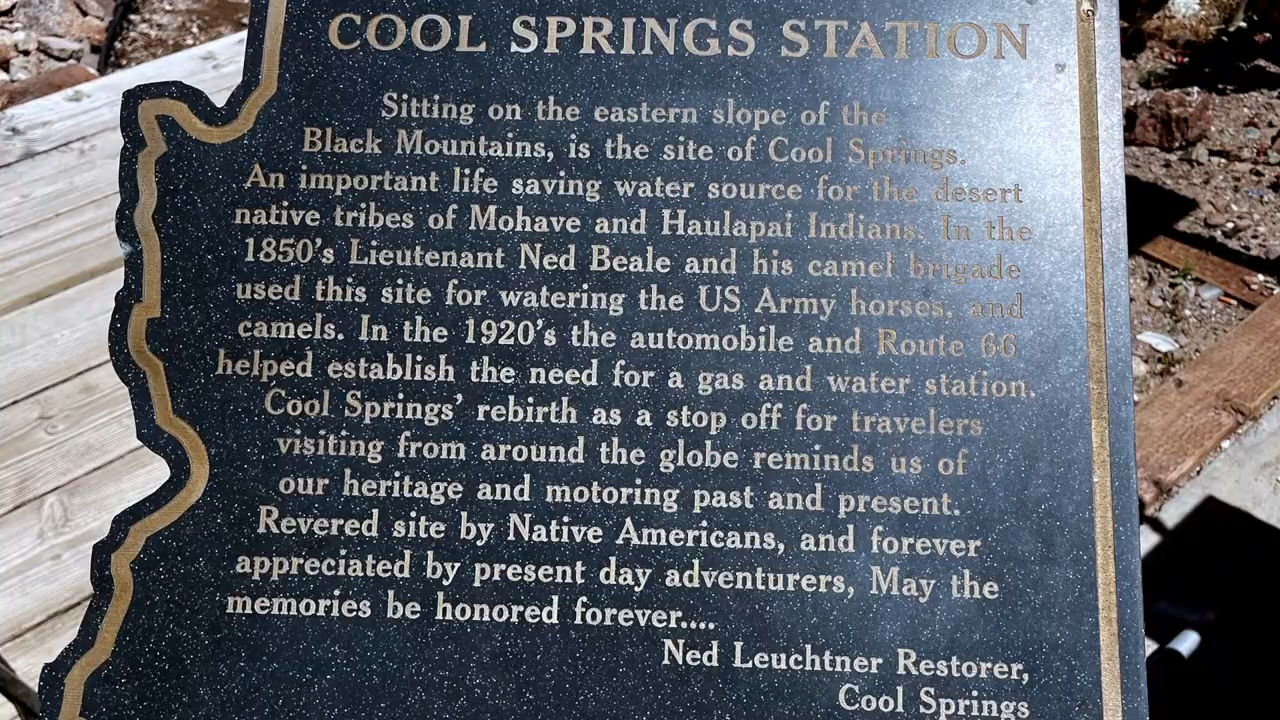 COOL SPRINGS STATION
Sitting on the eastern slope of the
Black Mountains, is the site of Cool Springs.
An important life saving water source for the desert
native tribes of Mohave and Haulapai Indians. In the
1850's Lieutenant Ned Beale and his camel brigade
used this site for watering the US Army horses, and
camels. In the 1920's the automobile and Route 66
helped establish the need for a gas and water station.
Cool Springs' rebirth as a stop off for travelers
visiting from around the globe reminds us of
our heritage and motoring past and present.
Revered site by Native Americans, and forever
appreciated by present day adventurers, May the
memories be honored forever....
Ned Leuchtner Restorer,
Cool Springs